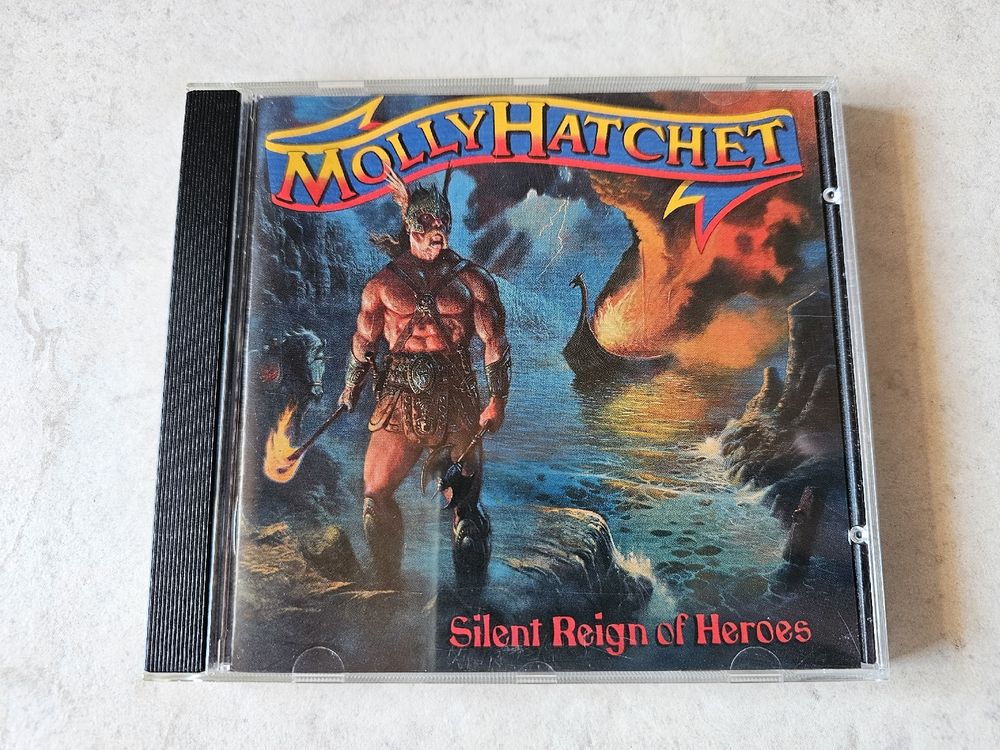 MOLLY HATCHET
Silent Reign of Heroes